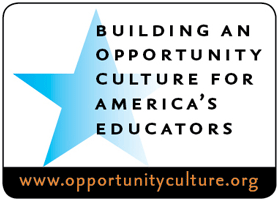 BUILDING AN
OPPORTUNITY
CULTURE FOR
AMERICA'S
EDUCATORS
www.opportunityculture.org